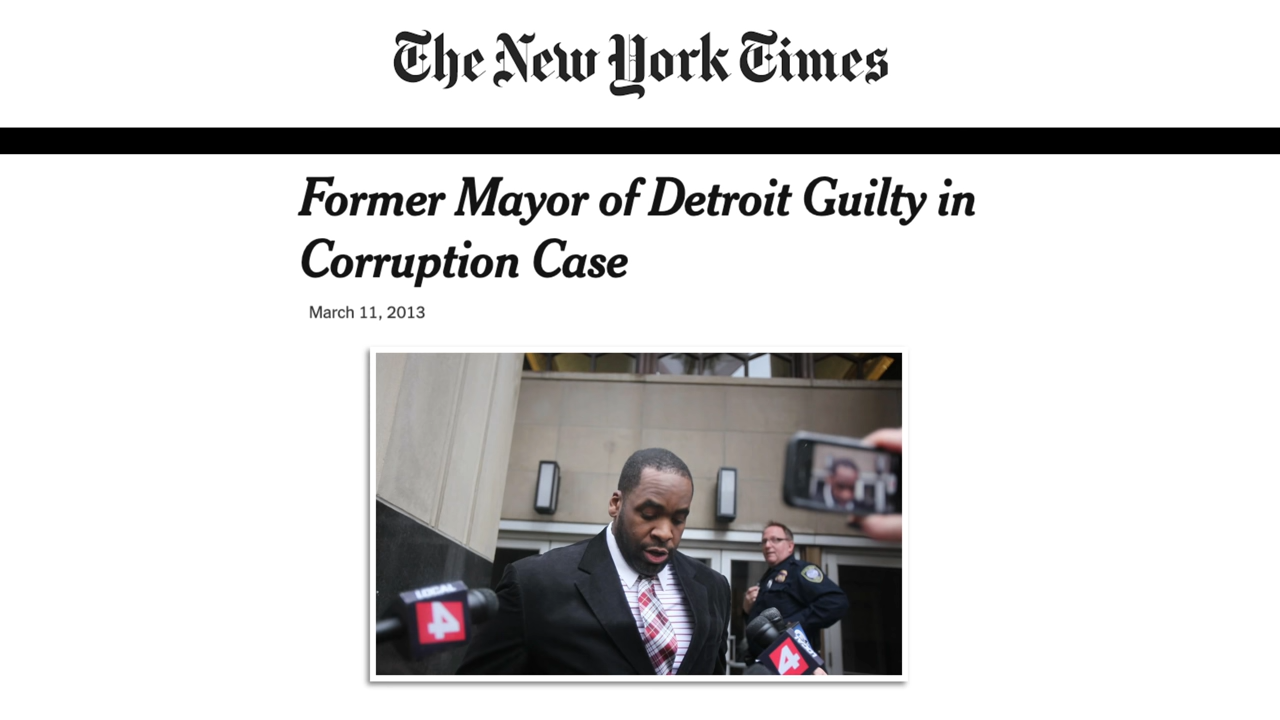 The New York Times
Former Mayor of Detroit Guilty in
Corruption Case
March 11, 2013
LOCAL
4
4